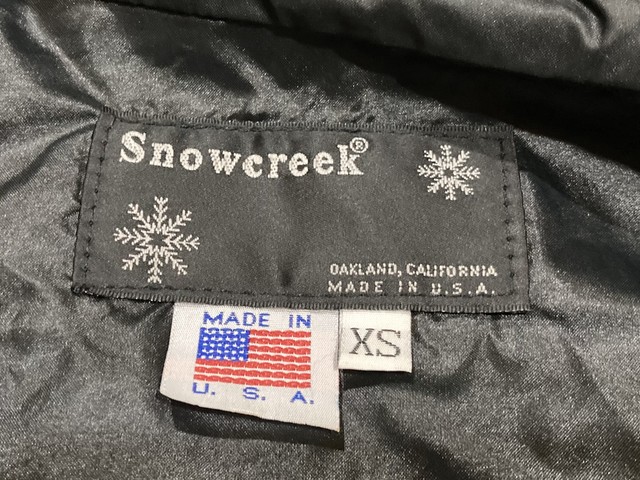 Snowcreek®
OAKLAND, CALIFORNIA
MADE IN U.S.A.
MADE IN
U. S. A.
XS